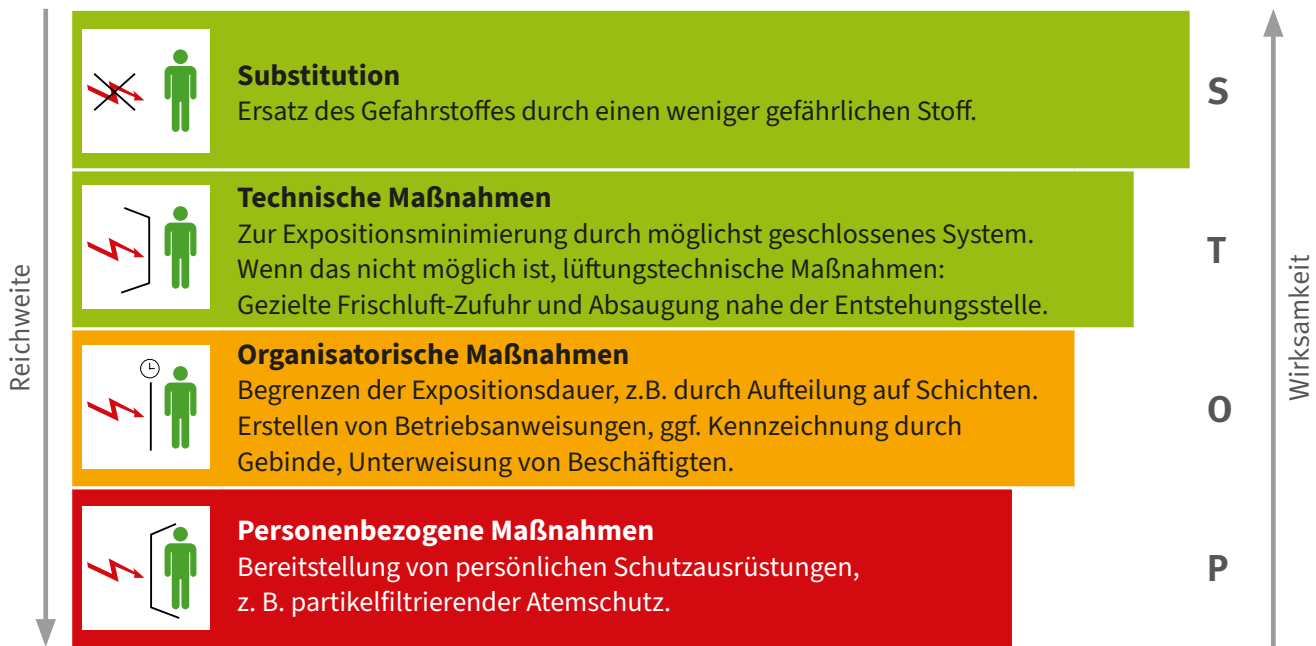 Reichweite
Substitution
Ersatz des Gefahrstoffes durch einen weniger gefährlichen Stoff.
S
Technische Maßnahmen
Zur Expositionsminimierung durch möglichst geschlossenes System.
Wenn das nicht möglich ist, lüftungstechnische Maßnahmen:
Gezielte Frischluft-Zufuhr und Absaugung nahe der Entstehungsstelle.
T
Organisatorische Maßnahmen
Begrenzen der Expositionsdauer, z.B. durch Aufteilung auf Schichten.
Erstellen von Betriebsanweisungen, ggf. Kennzeichnung durch
Gebinde, Unterweisung von Beschäftigten.
O
Personenbezogene Maßnahmen
Bereitstellung von persönlichen Schutzausrüstungen,
z. B. partikelfiltrierender Atemschutz.
P
Wirksamkeit